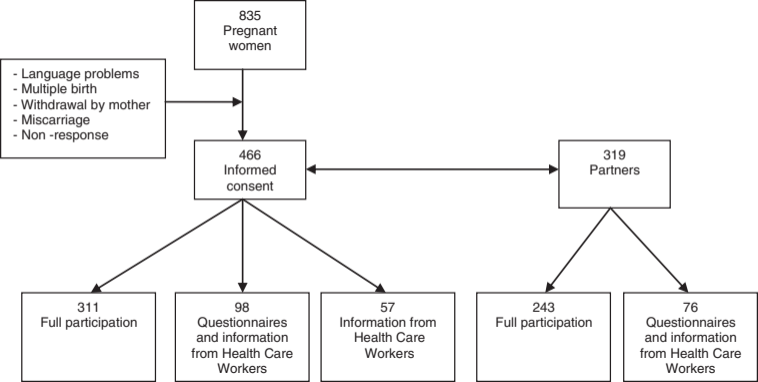 835
Pregnant
women
- Language problems
- Multiple birth
- Withdrawal by mother
- Miscarriage
- Non -response
466
Informed
consent
319
Partners
311
Full participation
98
Questionnaires
and information
from Health Care
Workers
57
Information from
Health Care
Workers
243
Full participation
76
Questionnaires
and information
from Health Care
Workers